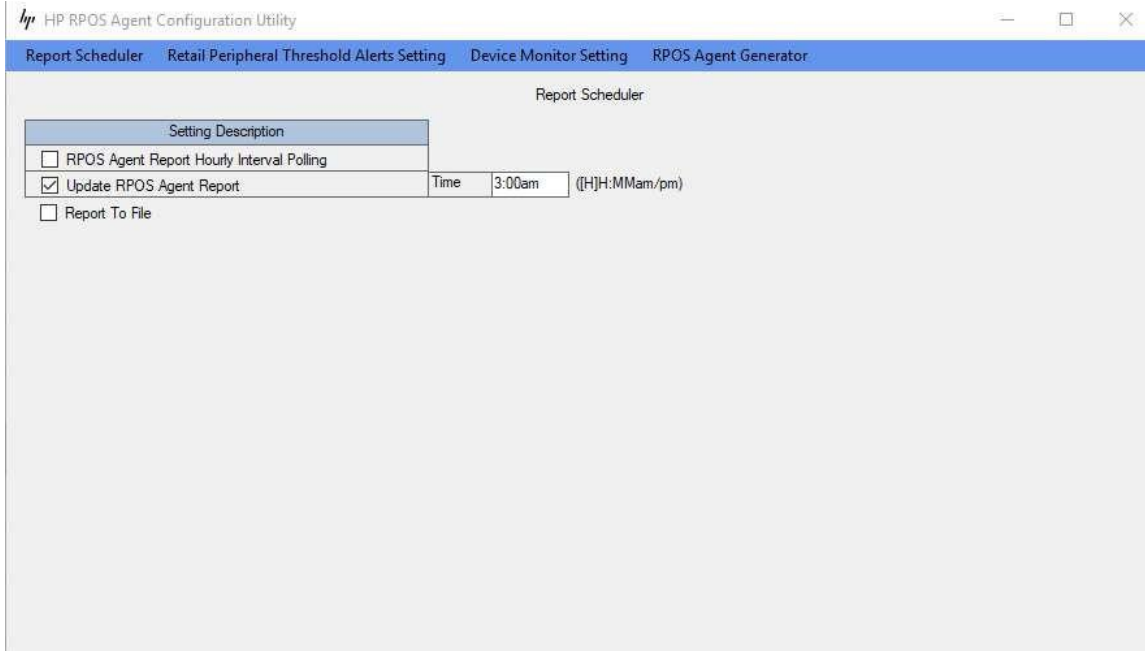 hp HP RPOS Agent Configuration Utility
Report Scheduler Retail Peripheral Threshold Alerts Setting Device Monitor Setting RPOS Agent Generator
Report Scheduler
Setting Description
RPOS Agent Report Hourly Interval Polling
Update RPOS Agent Report Time 3:00am ([H]H:MMam/pm)
Report To File